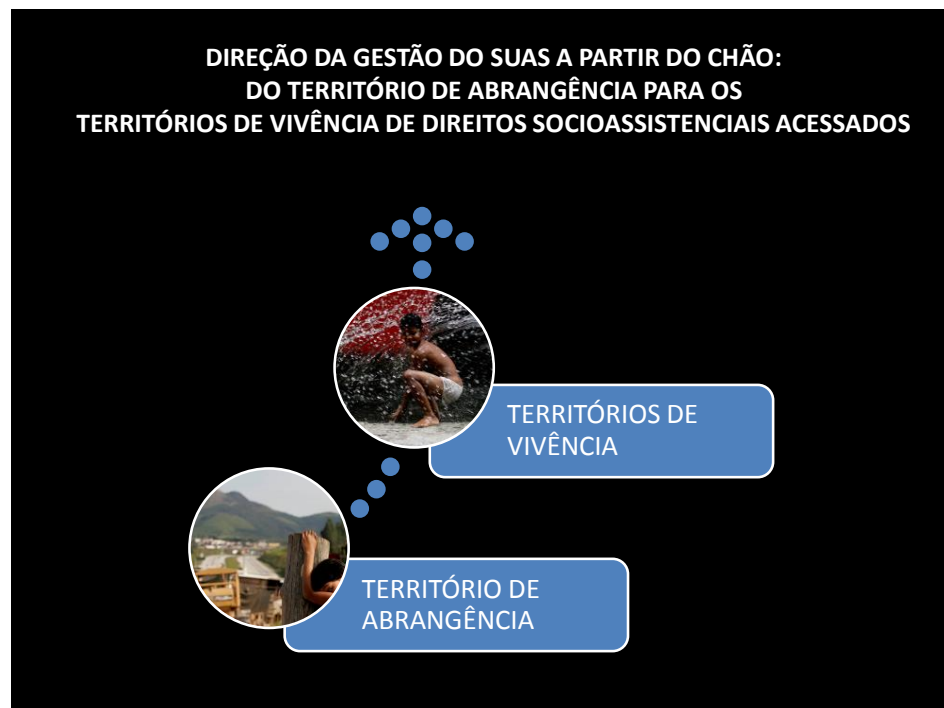 DIREÇÃO DA GESTÃO DO SUAS A PARTIR DO CHÃO:
DO TERRITÓRIO DE ABRANGÊNCIA PARA OS
TERRITÓRIOS DE VIVÊNCIA DE DIREITOS SOCIOASSISTENCIAIS ACESSADOS
TERRITÓRIOS DE
VIVÊNCIA
TERRITÓRIO DE
ABRANGÊNCIA